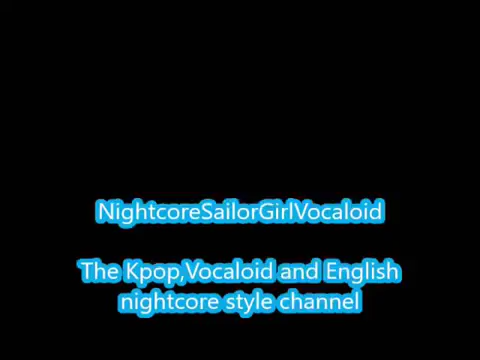 NightcoreSailorGirlVocaloid
The Kpop,Vocaloid and English
nightcore style channel